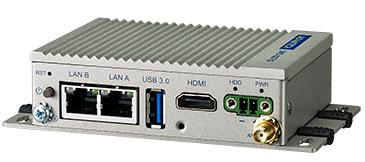 RST
LAN B
LAN A
USB 3.0
HDMI
HDD
PWR